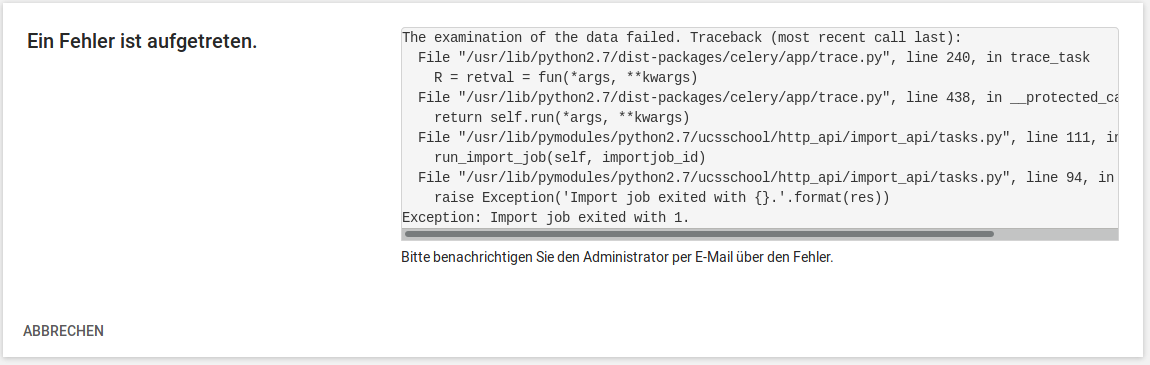 Ein Fehler ist aufgetreten.
The examination of the data failed. Traceback (most recent call last):
File "/usr/lib/python2.7/dist-packages/celery/app/trace.py", line 240, in trace_task
R = retval = fun(*args, **kwargs)
File "/usr/lib/python2.7/dist-packages/celery/app/trace.py", line 438, in __protected_ca
return self.run(*args, **kwargs)
File "/usr/lib/pymodules/python2.7/ucsschool/http_api/import_api/tasks.py", line 111, in
run_import_job(self, importjob_id)
File "/usr/lib/pymodules/python2.7/ucsschool/http_api/import_api/tasks.py", line 94, in
raise Exception('Import job exited with {}.'.format(res))
Exception: Import job exited with 1.
Bitte benachrichtigen Sie den Administrator per E-Mail über den Fehler.
ABBRECHEN